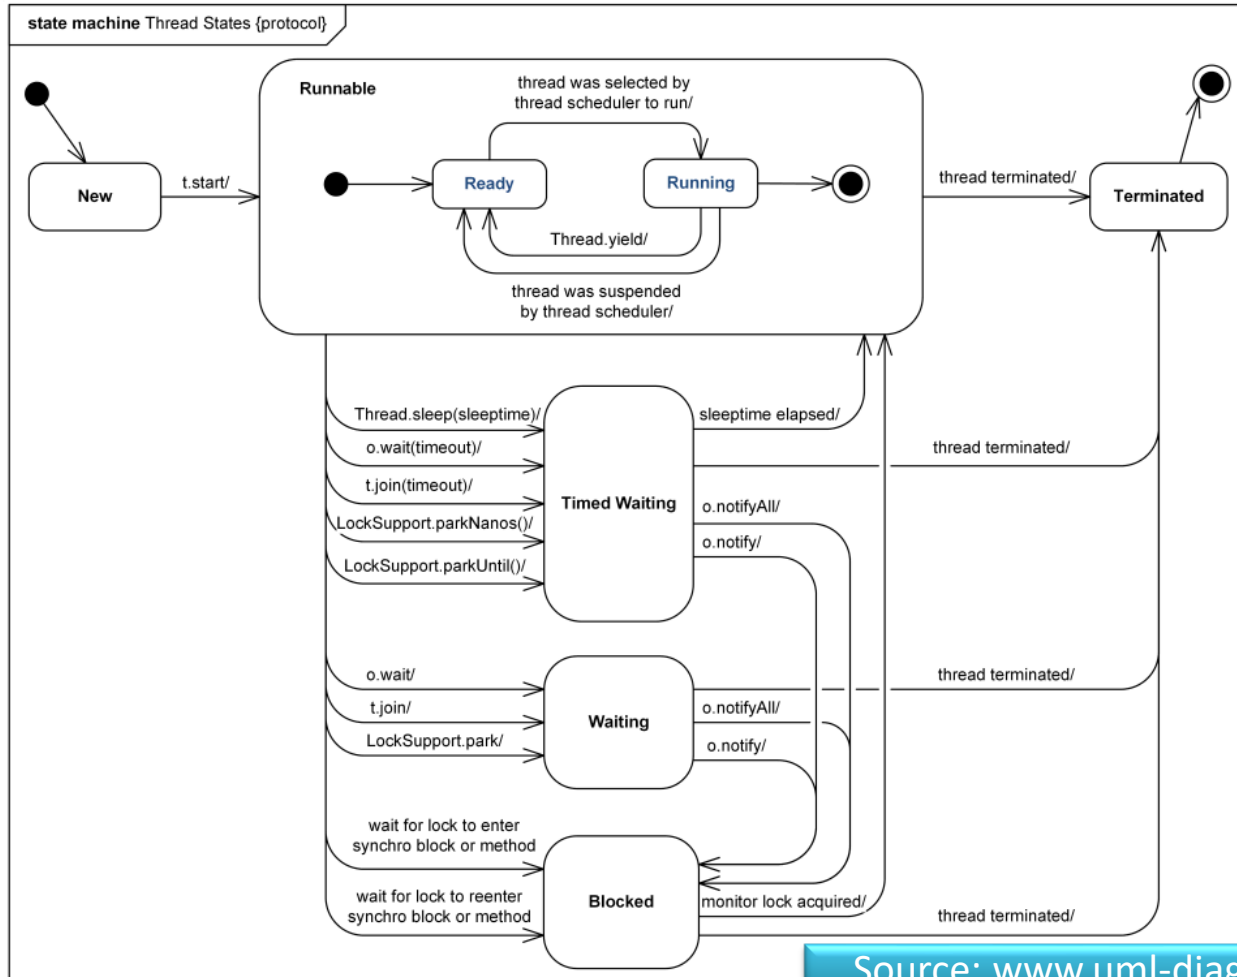 state machine Thread States {protocol}
Runnable
thread was selected by
thread scheduler to run/
Ready
Running
New
t.start/
thread terminated/
Terminated
Thread.yield/
thread was suspended
by thread scheduler/
Thread.sleep(sleeptime)/
o.wait(timeout)/
t.join(timeout)/
LockSupport.parkNanos()/
LockSupport.parkUntil()/
Timed Waiting
sleeptime elapsed/
thread terminated/
o.notifyAll/
o.notify/
o.wait/
t.join/
LockSupport.park/
Waiting
thread terminated/
o.notifyAll/
o.notify/
wait for lock to enter
synchro block or method
wait for lock to reenter
synchro block or method
Blocked
monitor lock acquired/
thread terminated/
Source: www.uml-diag